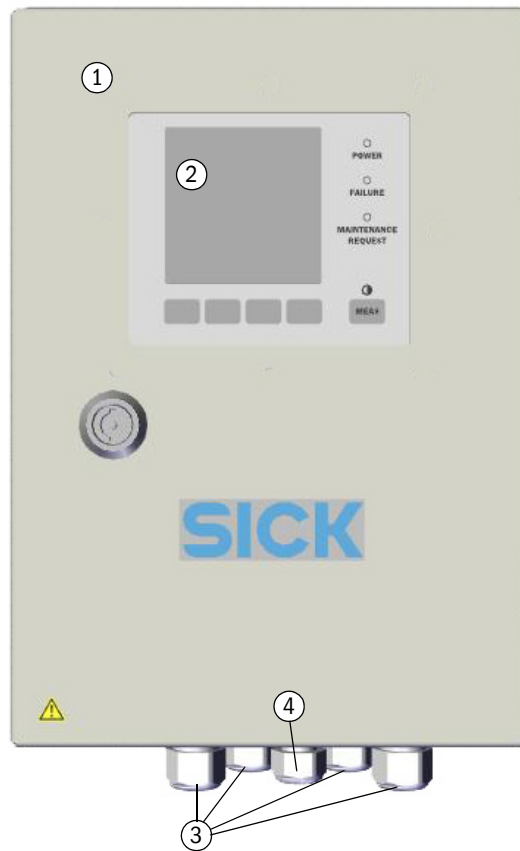 1
2
POWER
FAILURE
MAINTENANCE
REQUEST
MEAS
SICK
4
3